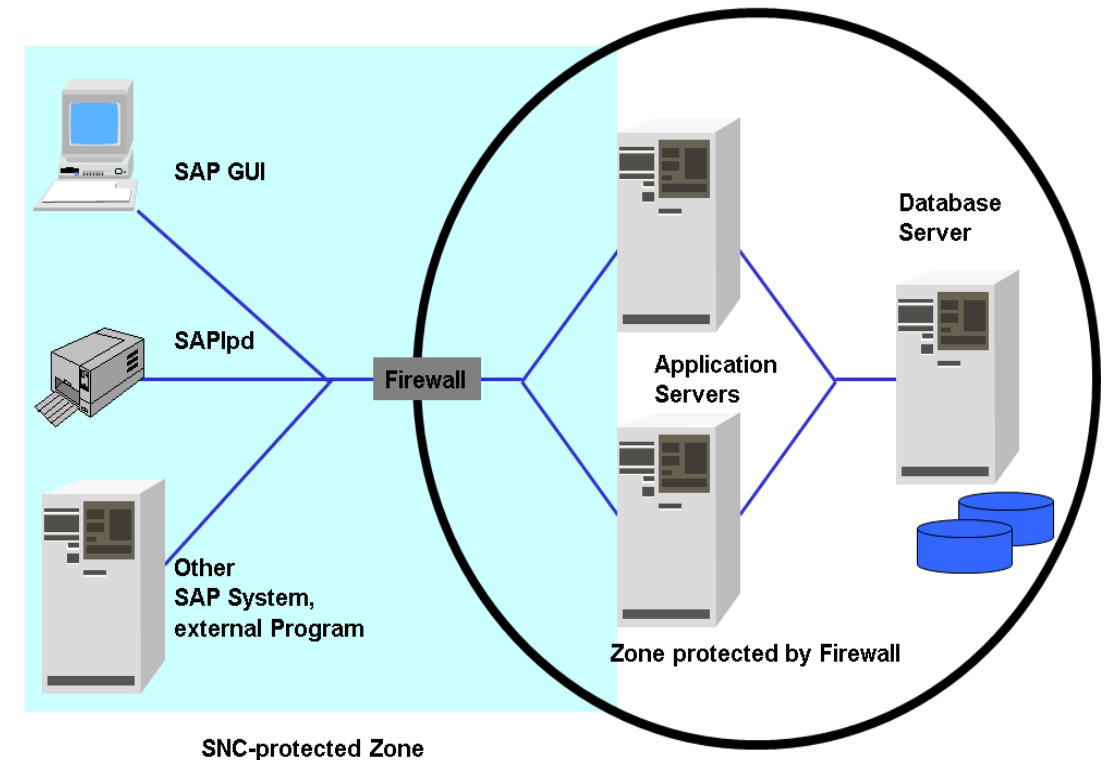 SAP GUI
Database
Server
SAPlpd
Firewall
Application
Servers
Other
SAP System,
external Program
Zone protected by Firewall
SNC-protected Zone